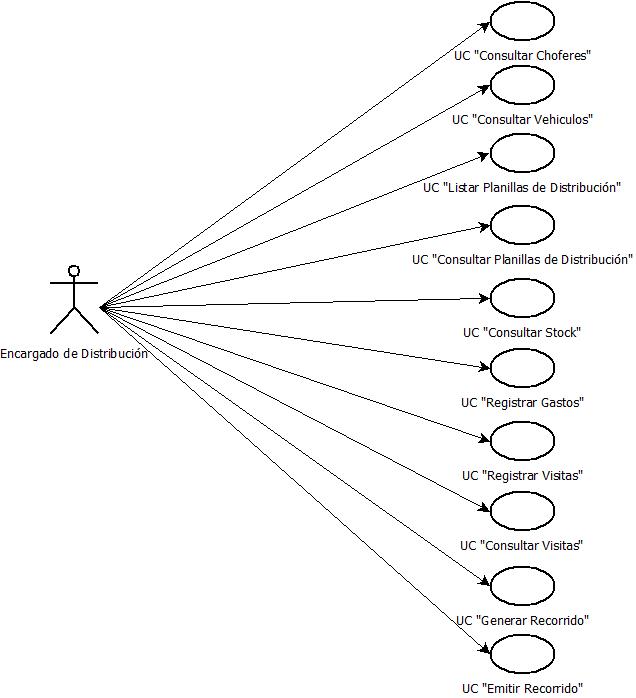 UC "Consultar Choferes"
UC "Consultar Vehiculos"
UC "Listar Planillas de Distribución"
UC "Consultar Planillas de Distribución"
UC "Consultar Stock"
Encargado de Distribución
UC "Registrar Gastos"
UC "Registrar Visitas"
UC "Consultar Visitas"
UC "Generar Recorrido"
UC "Emitir Recorrido"